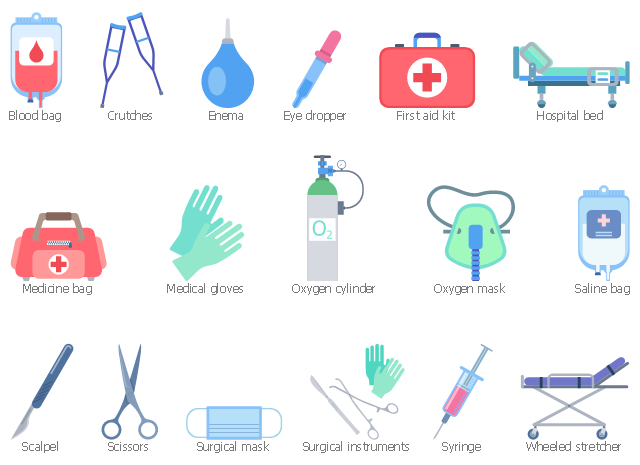 Blood bag
Crutches
Enema
Eye dropper
First aid kit
Hospital bed
O2
Medicine bag
Medical gloves
Oxygen cylinder
Oxygen mask
Saline bag
Scalpel
Scissors
Surgical mask
Surgical instruments
Syringe
Wheeled stretcher